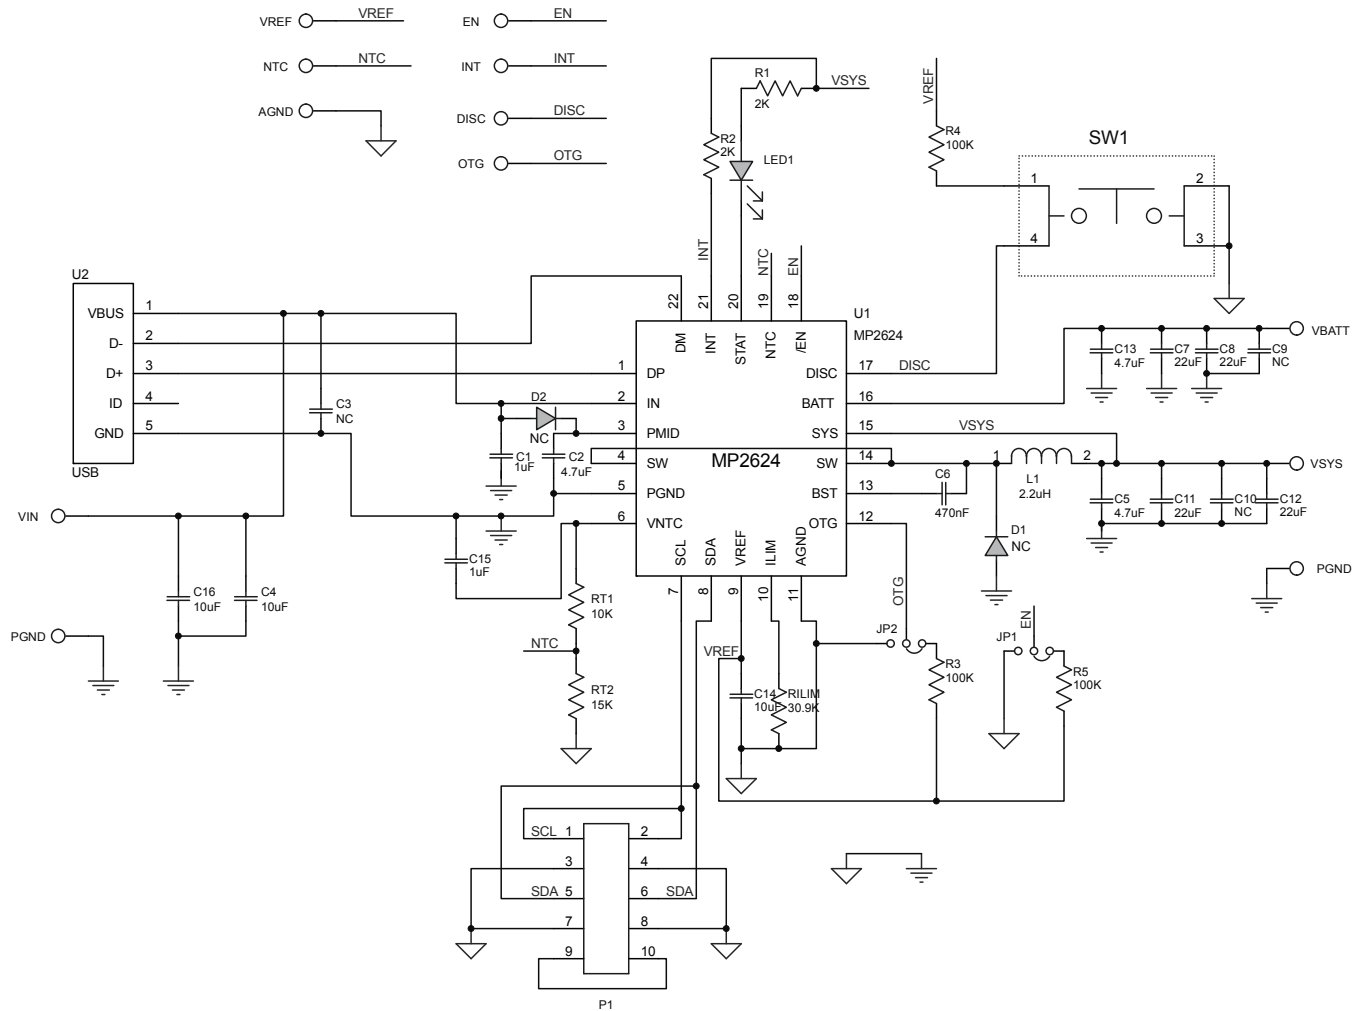 VREF VREF
EN EN
NTC NTC
INT INT
AGND
DISC DISC
OTG OTG
R1
2K
VSYS
R2
2K
LED1
VREF
R4
100K
SW1
1
2
4
3
INT
NTC
EN
U2
VBUS 1
D- 2
D+ 3
ID 4
GND 5
USB
C3
NC
22
21
20
19
18
U1
MP2624
DM
INT
STAT
NTC
/EN
1 DP
2 IN
3 PMID
4 SW
5 PGND
6 VNTC
DISC 17 DISC
BATT 16
SYS 15 VSYS
MP2624
SW 14
BST 13
OTG 12
SCL
SDA
VREF
ILIM
AGND
7
8
9
10
11
D2
NC
C1
1uF
C2
4.7uF
C13
4.7uF
C7
22uF
C8
22uF
C9
NC
VBATT
C6
470nF
1
2
L1
2.2uH
VSYS
C5
4.7uF
C11
22uF
C10
NC
C12
22uF
D1
NC
PGND
VIN
C16
10uF
C4
10uF
PGND
C15
1uF
RT1
10K
NTC
RT2
15K
VREF
C14
10uF
RILIM
30.9K
OTG
JP2
R3
100K
EN
JP1
R5
100K
SCL 1
2
3
4
SDA 5
6 SDA
7
8
9
10
P1